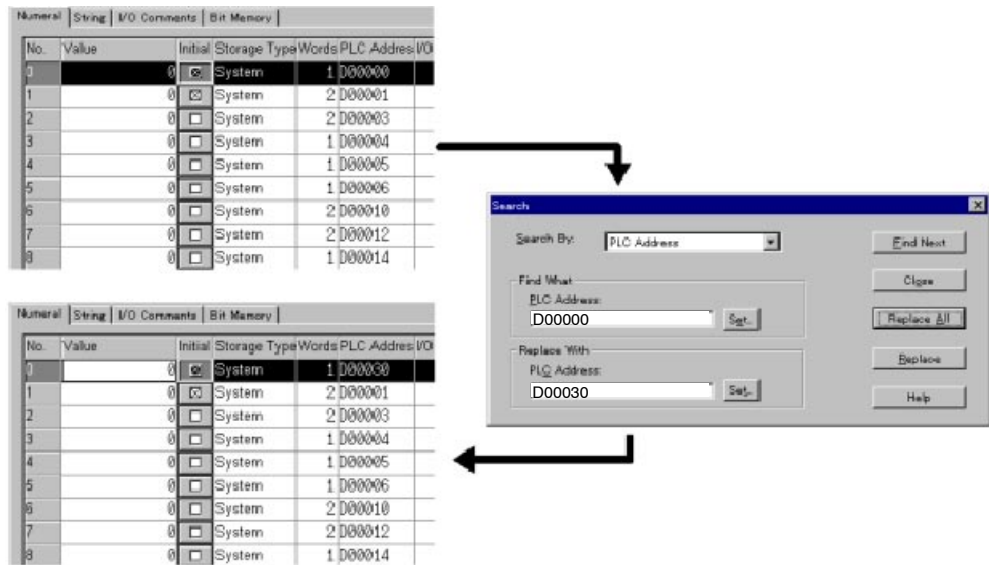 Numeral String I/O Comments Bit Memory
No. Value Initial Storage Type Words PLC Addres I/O
0 0 System 1 D00000
1 0 System 2 D00001
2 0 System 2 D00003
3 0 System 1 D00004
4 0 System 1 D00005
5 0 System 1 D00006
6 0 System 2 D00010
7 0 System 2 D00012
8 0 System 1 D00014
Search
Search By: PLC Address Find Next
Close
Find What
PLC Address:
D00000 Set.. Replace All
Replace With
PLC Address:
D00030 Set.. Replace
Help
Numeral String I/O Comments Bit Memory
No. Value Initial Storage Type Words PLC Addres I/O
0 0 System 1 D00030
1 0 System 2 D00001
2 0 System 2 D00003
3 0 System 1 D00004
4 0 System 1 D00005
5 0 System 1 D00006
6 0 System 2 D00010
7 0 System 2 D00012
8 0 System 1 D00014